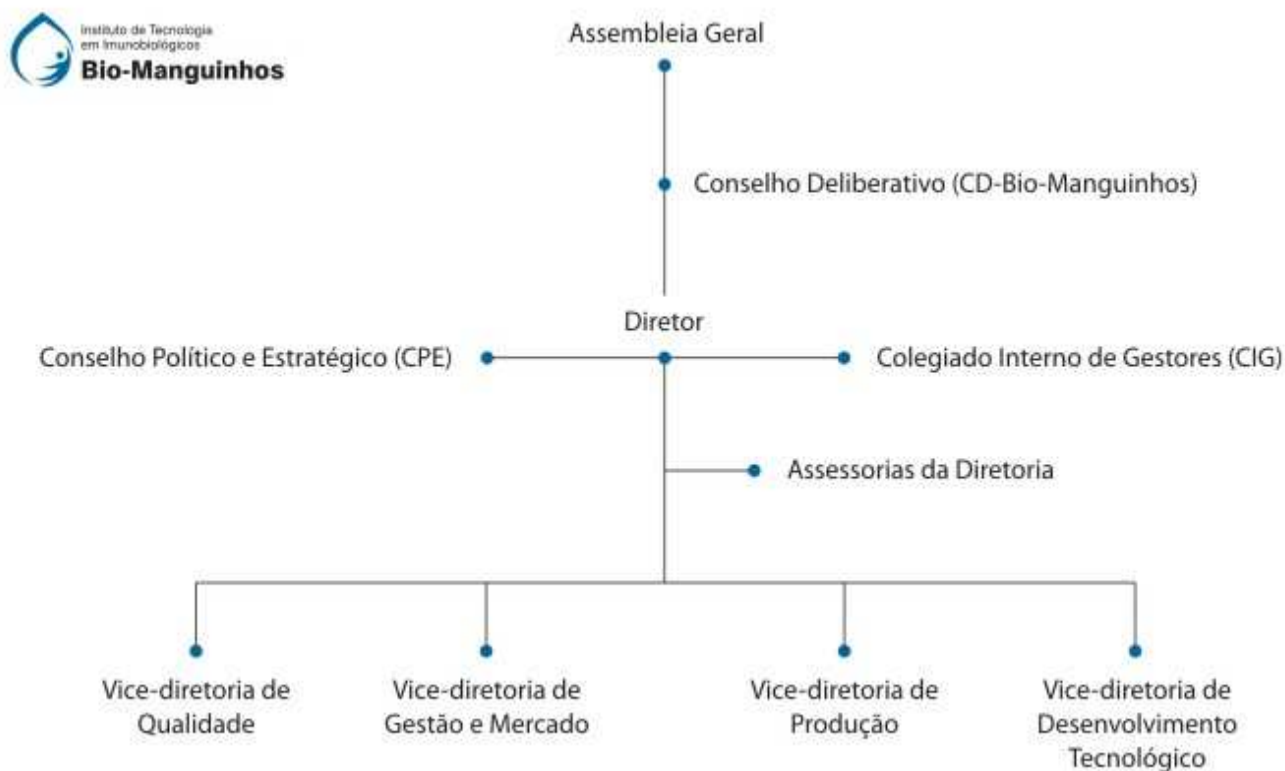 Instituto de Tecnologia
em Imunobiológicos
Bio-Manguinhos
Assembleia Geral
Conselho Deliberativo (CD-Bio-Manguinhos)
Diretor
Conselho Político e Estratégico (CPE)
Colegiado Interno de Gestores (CIG)
Assessorias da Diretoria
Vice-diretoria de
Qualidade
Vice-diretoria de
Gestão e Mercado
Vice-diretoria de
Produção
Vice-diretoria de
Desenvolvimento
Tecnológico